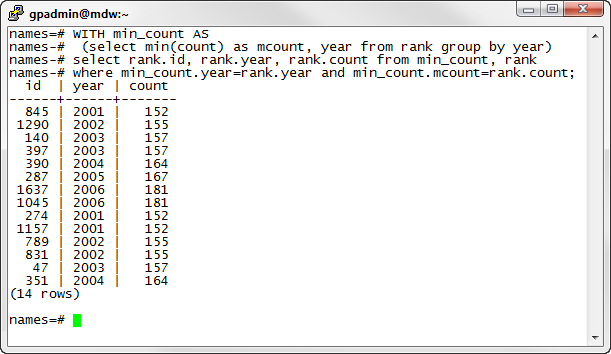 gpadmin@mdw:~
names=# WITH min_count AS
names-#  (select min(count) as mcount, year from rank group by year)
names-# select rank.id, rank.year, rank.count from min_count, rank
names-# where min_count.year=rank.year and min_count.mcount=rank.count;
  id  | year | count
------+------+-------
  845 | 2001 |   152
 1290 | 2002 |   155
  140 | 2003 |   157
  397 | 2003 |   157
  390 | 2004 |   164
  287 | 2005 |   167
 1637 | 2006 |   181
 1045 | 2006 |   181
  274 | 2001 |   152
 1157 | 2001 |   152
  789 | 2002 |   155
  831 | 2002 |   155
   47 | 2003 |   157
  351 | 2004 |   164
(14 rows)
names=#